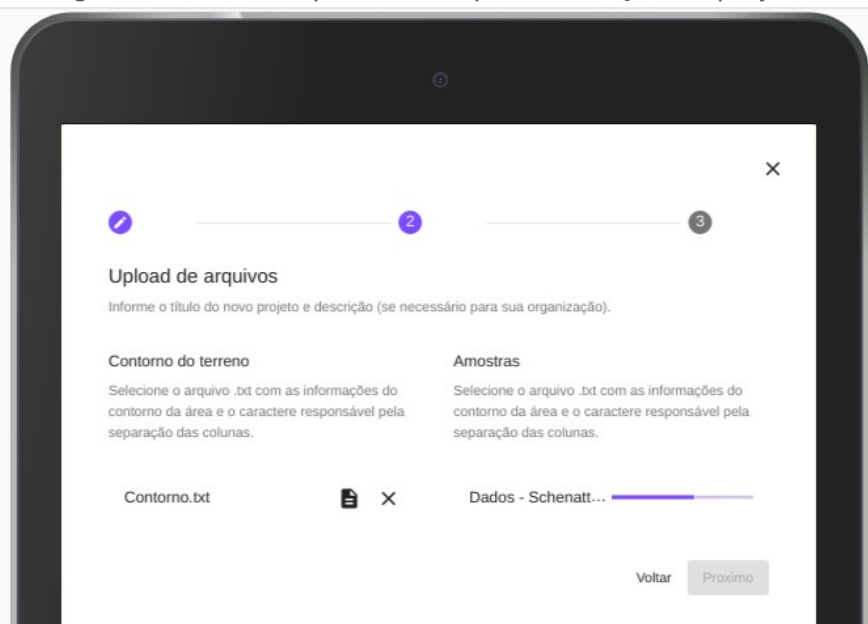 2
3
Upload de arquivos
Informe o título do novo projeto e descrição (se necessário para sua organização).
Contorno do terreno
Selecione o arquivo .txt com as informações do
contorno da área e o caractere responsável pela
separação das colunas.
Contorno.txt
Amostras
Selecione o arquivo .txt com as informações do
contorno da área e o caractere responsável pela
separação das colunas.
Dados - Schenatt...
Voltar
Proximo